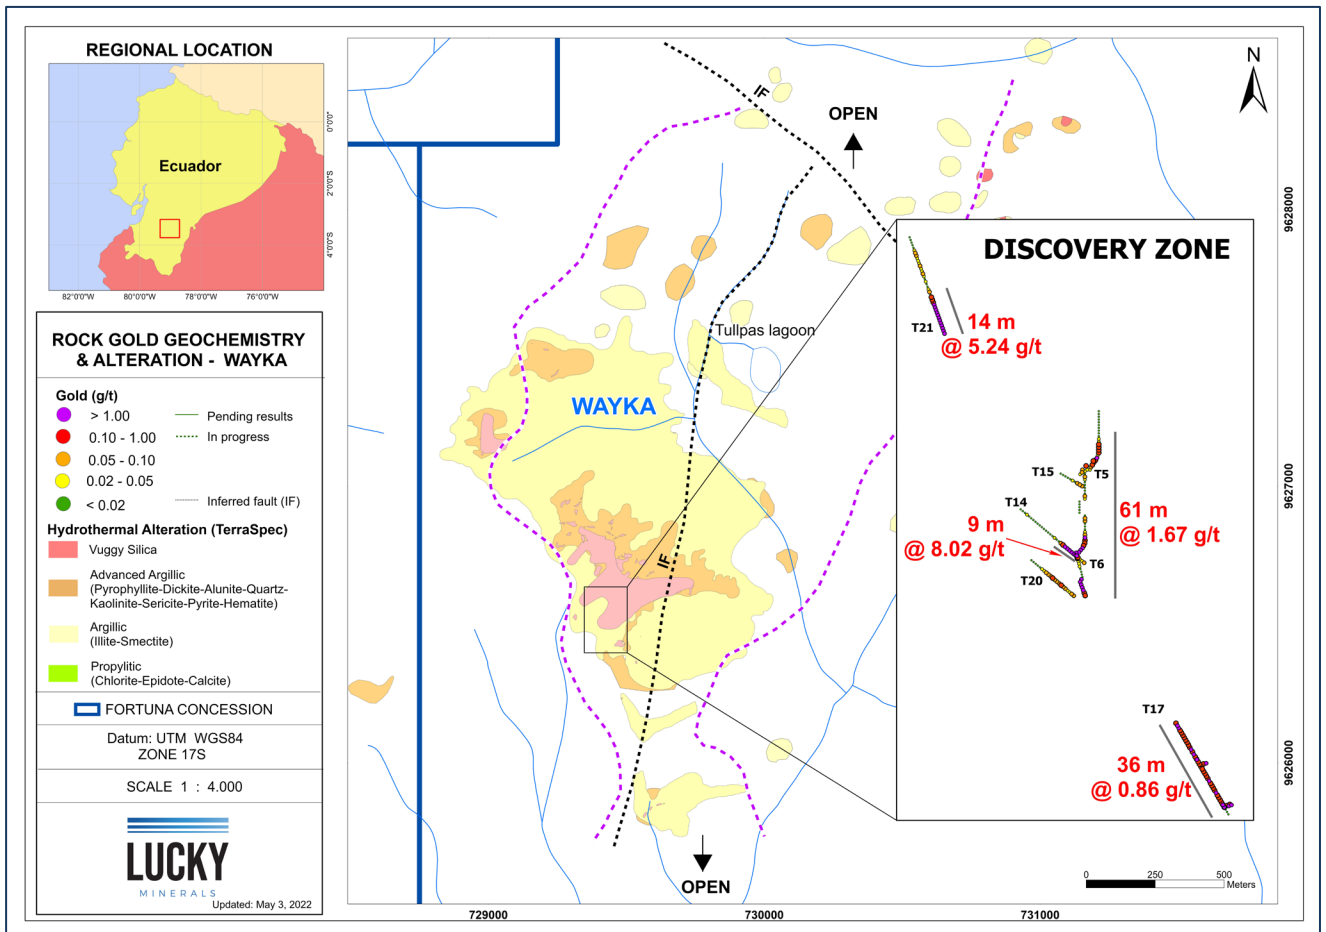 REGIONAL LOCATION
Ecuador
0°0'0"
2°0'0"S
4°0'0"S
82°0'0"W
80°0'0"W
78°0'0"W
76°0'0"W
ROCK GOLD GEOCHEMISTRY
& ALTERATION - WAYKA
Gold (g/t)
> 1.00
0.10 - 1.00
0.05 - 0.10
0.02 - 0.05
< 0.02
Pending results
In progress
Inferred fault (IF)
Hydrothermal Alteration (TerraSpec)
Vuggy Silica
Advanced Argillic
(Pyrophyllite-Dickite-Alunite-Quartz-
Kaolinite-Sericite-Pyrite-Hematite)
Argillic
(Illite-Smectite)
Propylitic
(Chlorite-Epidote-Calcite)
FORTUNA CONCESSION
Datum: UTM WGS84
ZONE 17S
SCALE 1 : 4.000
LUCKY
MINERALS
Updated: May 3, 2022
IF
OPEN
N
Tullpas lagoon
WAYKA
IF
OPEN
DISCOVERY ZONE
T21
14 m
@ 5.24 g/t
T15
T5
T14
61 m
@ 1.67 g/t
9 m
@ 8.02 g/t
T6
T20
T17
36 m
@ 0.86 g/t
0
250
500
Meters
9628000
9627000
9626000
729000
730000
731000